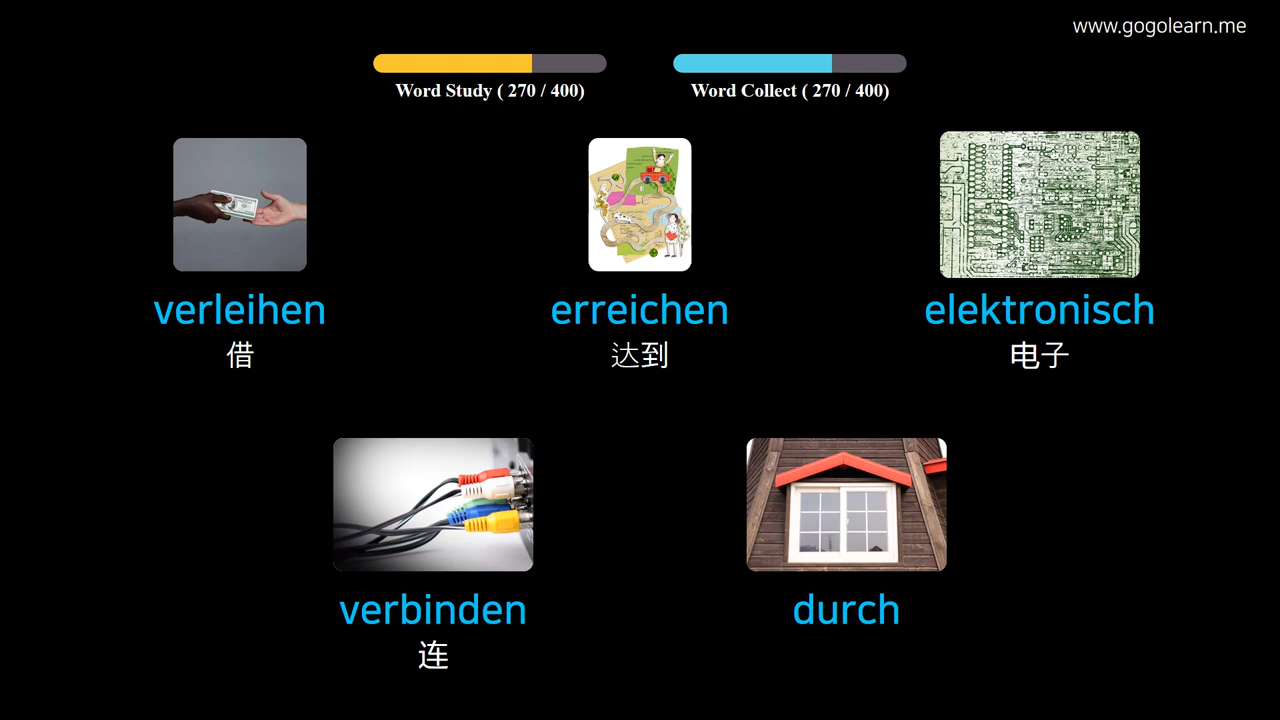 www.gogolearn.me
Word Study ( 270 / 400)
Word Collect ( 270 / 400)
verleihen
借
erreichen
达到
elektronisch
电子
verbinden
连
durch